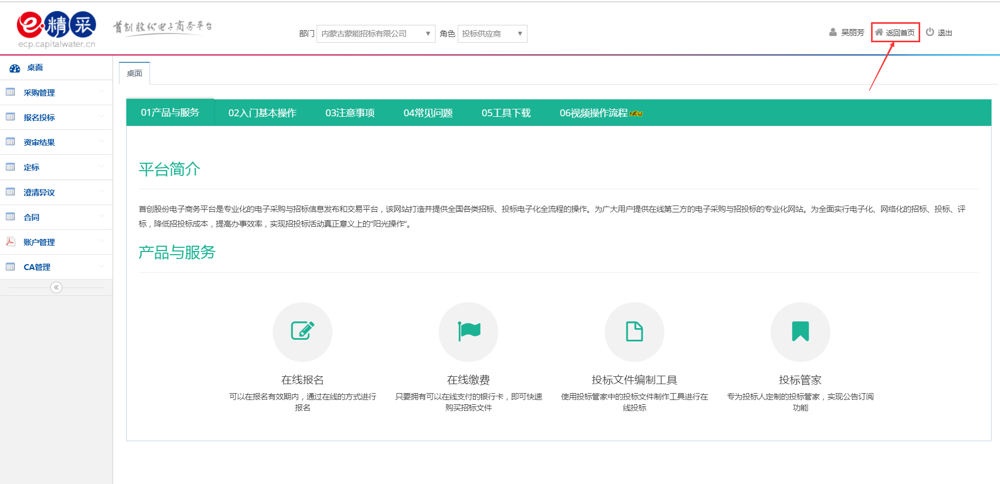 e·精采
ecp.capitalwater.cn
首创股份电子商务平台
部门 内蒙古蒙能招标有限公司 ▼ 角色 投标供应商 ▼
吴丽芳 返回首页 退出
桌面
采购管理
报名投标
资审结果
定标
澄清异议
合同
账户管理
CA管理
桌面
01产品与服务 02入门基本操作 03注意事项 04常见问题 05工具下载 06视频操作流程 NEW
平台简介
首创股份电子商务平台是专业化的电子采购与招标信息发布和交易平台，该网站打造并提供全国各类招标、投标电子化全流程的操作。为广大用户提供在线第三方的电子采购与招投标的专业化网站。为全面实行电子化、网络化的招标、投标、评
标，降低招投标成本，提高办事效率，实现招投标活动真正意义上的“阳光操作”。
产品与服务
在线报名
可以在报名有效期内，通过在线的方式进行
报名
在线缴费
只要拥有可以在线支付的银行卡，即可快速
购买招标文件
投标文件编制工具
使用投标管家中的投标文件制作工具进行在
线投标
投标管家
专为投标人定制的投标管家，实现公告订阅
功能